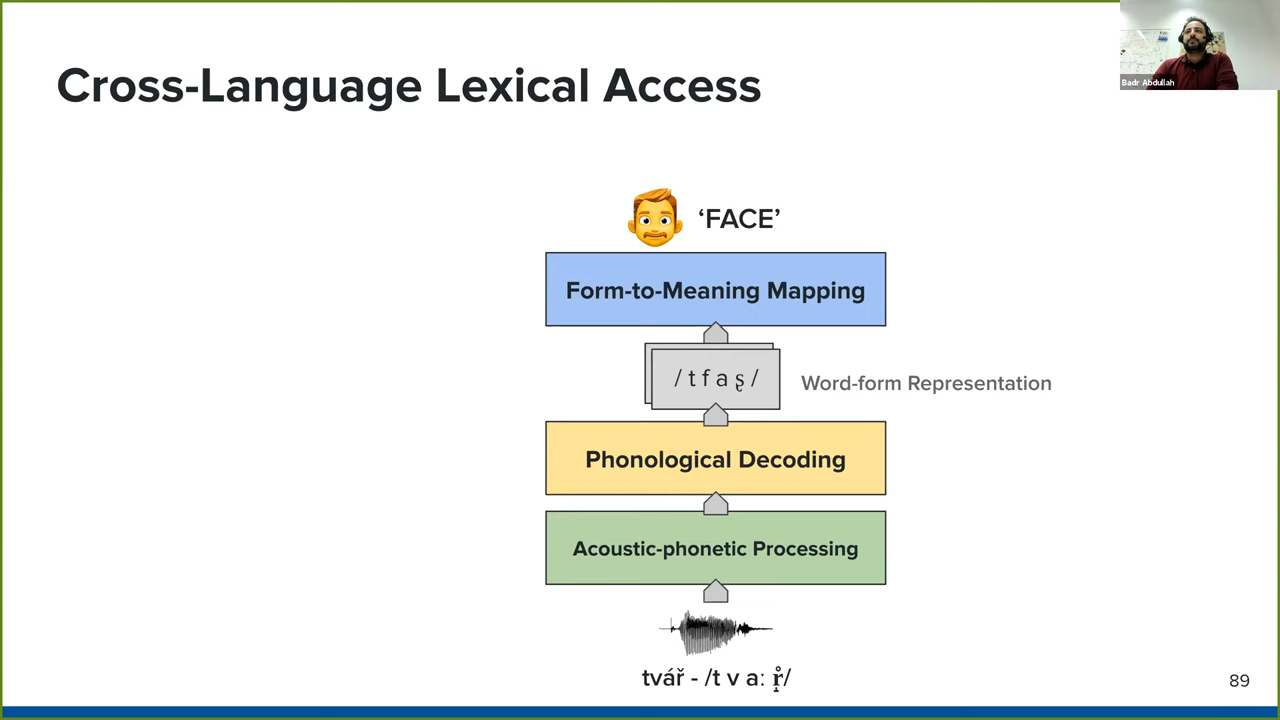 Cross-Language Lexical Access
Badr Abdullah
‘FACE’
Form-to-Meaning Mapping
/ t f a ʂ /
Word-form Representation
Phonological Decoding
Acoustic-phonetic Processing
tvář - /t v aː r̝̊/
89